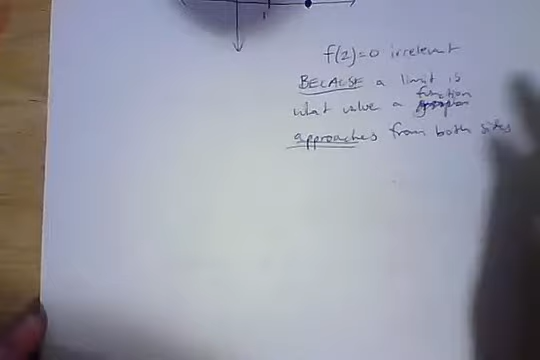 f(2)=0 irrelevant
BECAUSE a limit is
function
what value a
approaches from both sides